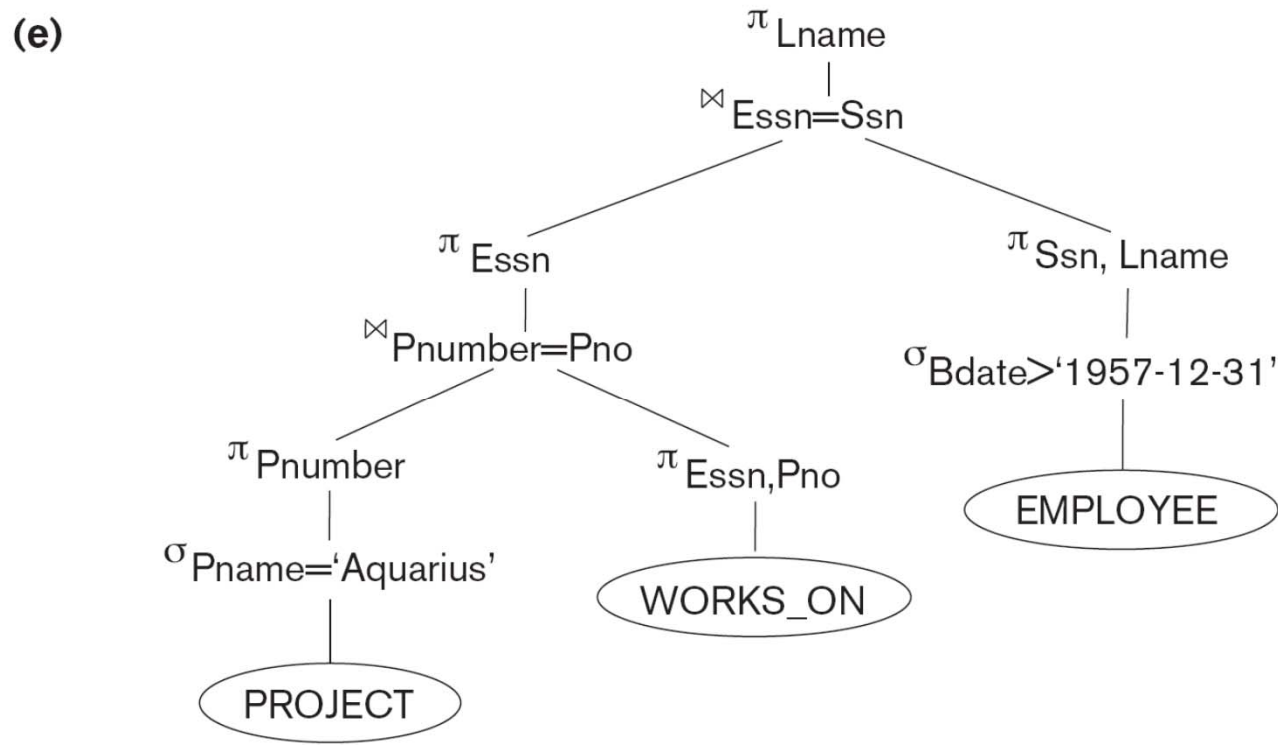 (e)
π Lname
⋈ Essn=Ssn
π Essn
π Ssn, Lname
⋈ Pnumber=Pno
σ Bdate>‘1957-12-31’
π Pnumber
π Essn,Pno
EMPLOYEE
σ Pname=‘Aquarius’
WORKS_ON
PROJECT